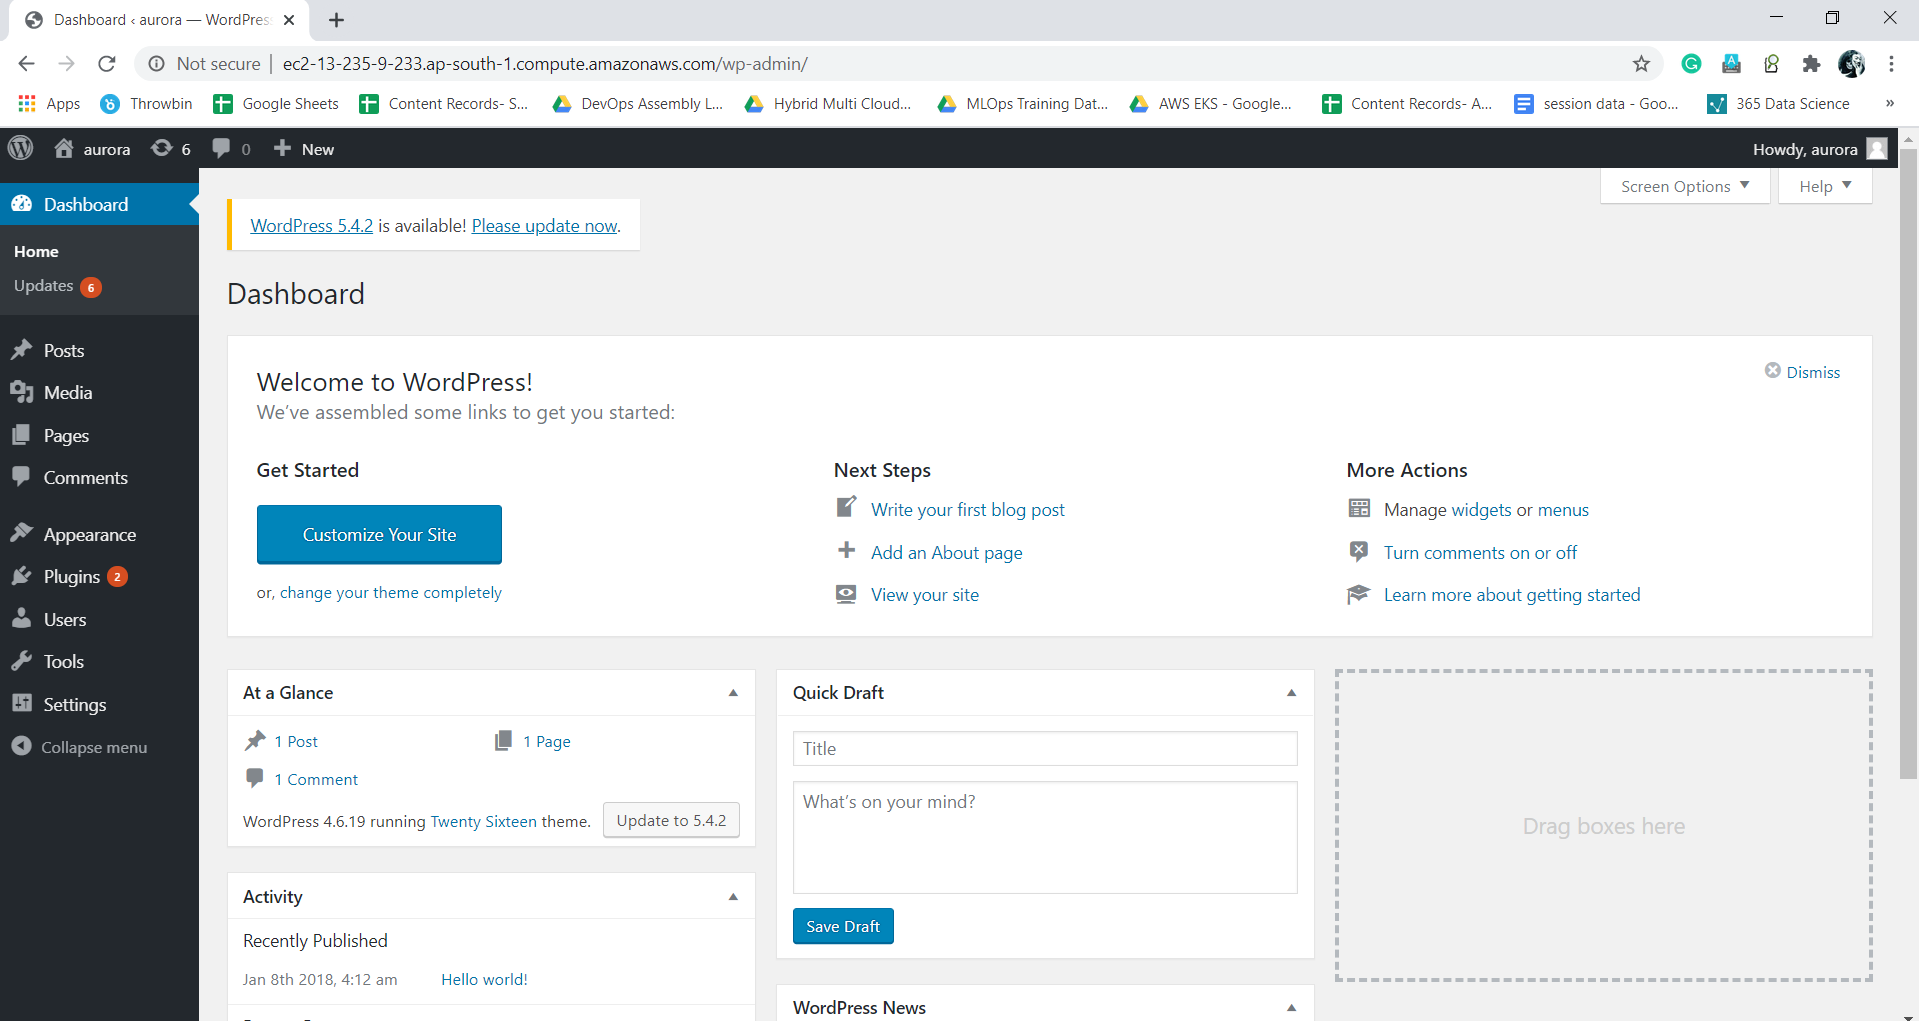 Dashboard ‹ aurora — WordPres
Not secure | ec2-13-235-9-233.ap-south-1.compute.amazonaws.com/wp-admin/
Apps Throwbin Google Sheets Content Records- S... DevOps Assembly L... Hybrid Multi Cloud... MLOps Training Dat... AWS EKS - Google... Content Records- A... session data - Goo... 365 Data Science »
aurora 6 0 New Howdy, aurora
Screen Options Help
Dashboard
Home
Updates 6
Posts
Media
Pages
Comments
Appearance
Plugins 2
Users
Tools
Settings
Collapse menu
WordPress 5.4.2 is available! Please update now.
Dashboard
Welcome to WordPress!
Dismiss
We've assembled some links to get you started:
Get Started
Customize Your Site
or, change your theme completely
Next Steps
Write your first blog post
Add an About page
View your site
More Actions
Manage widgets or menus
Turn comments on or off
Learn more about getting started
At a Glance
1 Post 1 Page
1 Comment
WordPress 4.6.19 running Twenty Sixteen theme. Update to 5.4.2
Activity
Recently Published
Jan 8th 2018, 4:12 am Hello world!
Quick Draft
Title
What's on your mind?
Save Draft
WordPress News
Drag boxes here